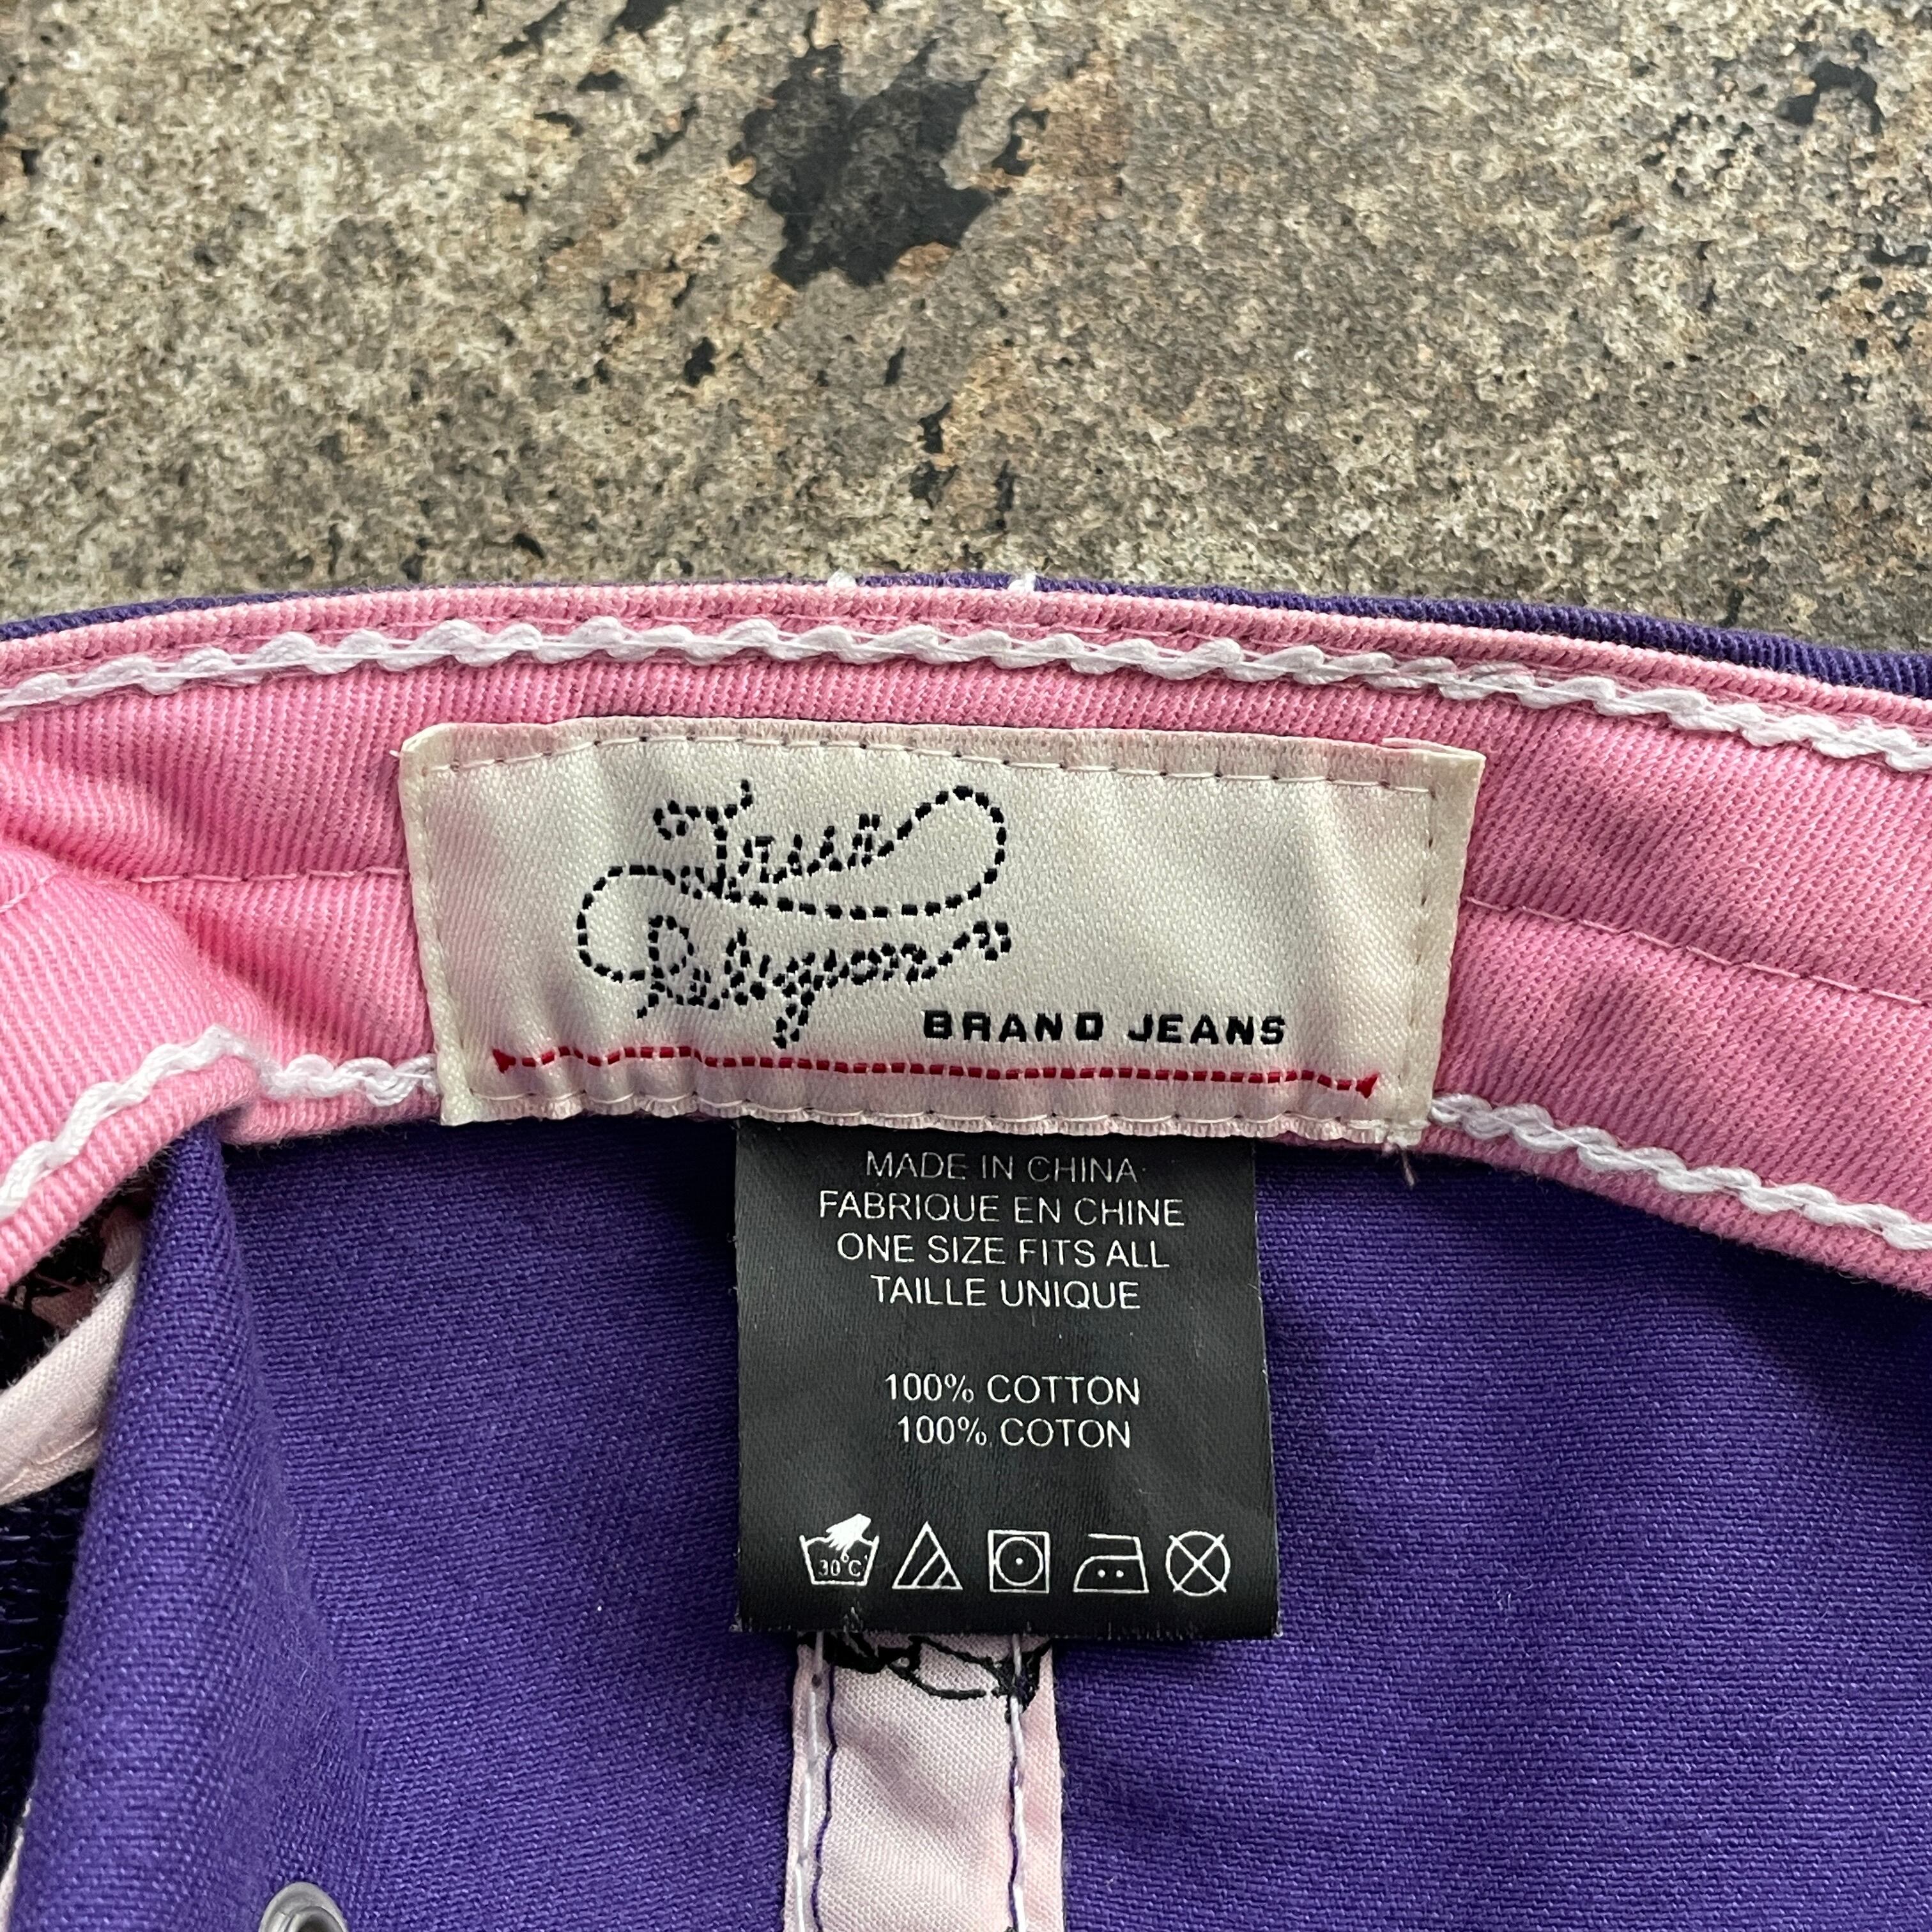 True
Religion
BRAND JEANS
MADE IN CHINA
FABRIQUE EN CHINE
ONE SIZE FITS ALL
TAILLE UNIQUE
100% COTTON
100% COTON
30°C